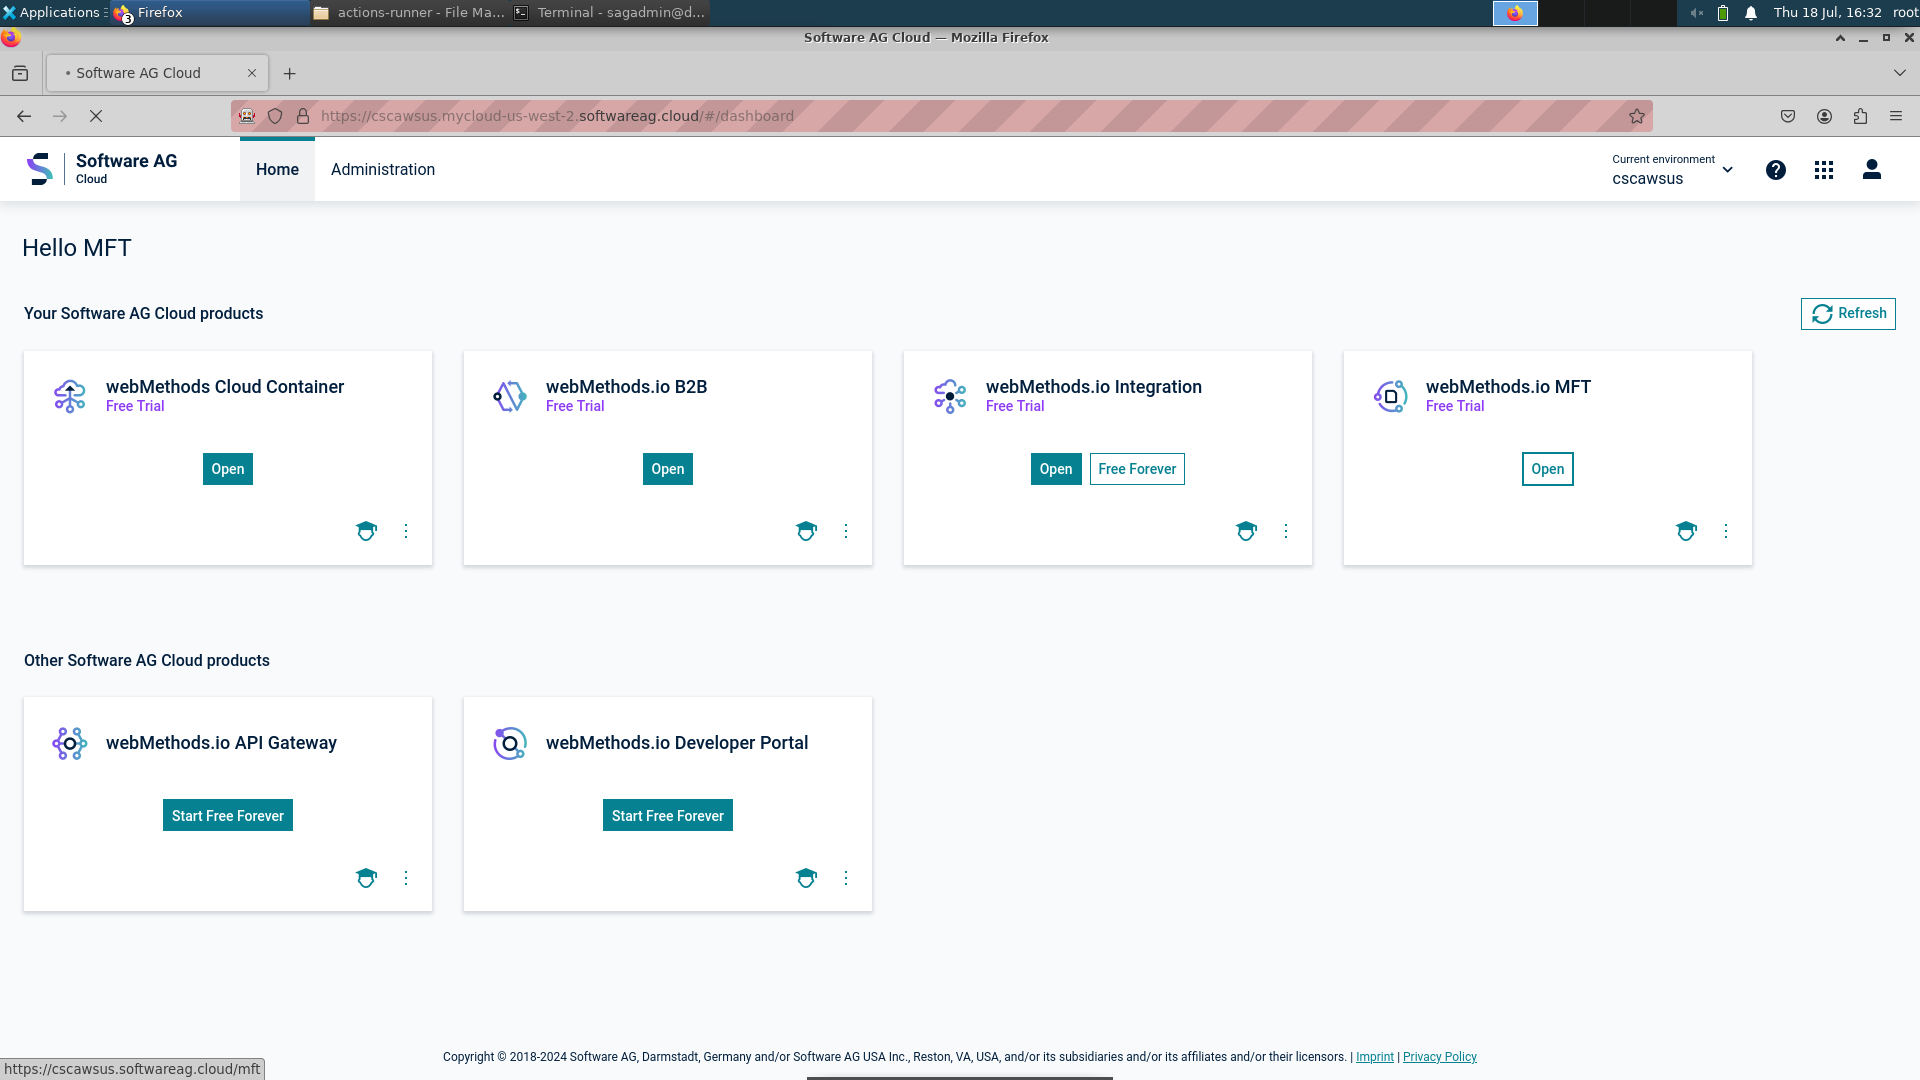 Applications
3
Firefox
actions-runner - File Ma...
Terminal - sagadmin@d...
Thu 18 Jul, 16:32
root
Software AG Cloud — Mozilla Firefox
• Software AG Cloud
https://cscawsus.mycloud-us-west-2.softwareag.cloud/#/dashboard
Software AG
Cloud
Home
Administration
Current environment
cscawsus
Hello MFT
Your Software AG Cloud products
Refresh
webMethods Cloud Container
Free Trial
Open
webMethods.io B2B
Free Trial
Open
webMethods.io Integration
Free Trial
Open
Free Forever
webMethods.io MFT
Free Trial
Open
Other Software AG Cloud products
webMethods.io API Gateway
Start Free Forever
webMethods.io Developer Portal
Start Free Forever
Copyright © 2018-2024 Software AG, Darmstadt, Germany and/or Software AG USA Inc., Reston, VA, USA, and/or its subsidiaries and/or its affiliates and/or their licensors. | Imprint | Privacy Policy
https://cscawsus.softwareag.cloud/mft